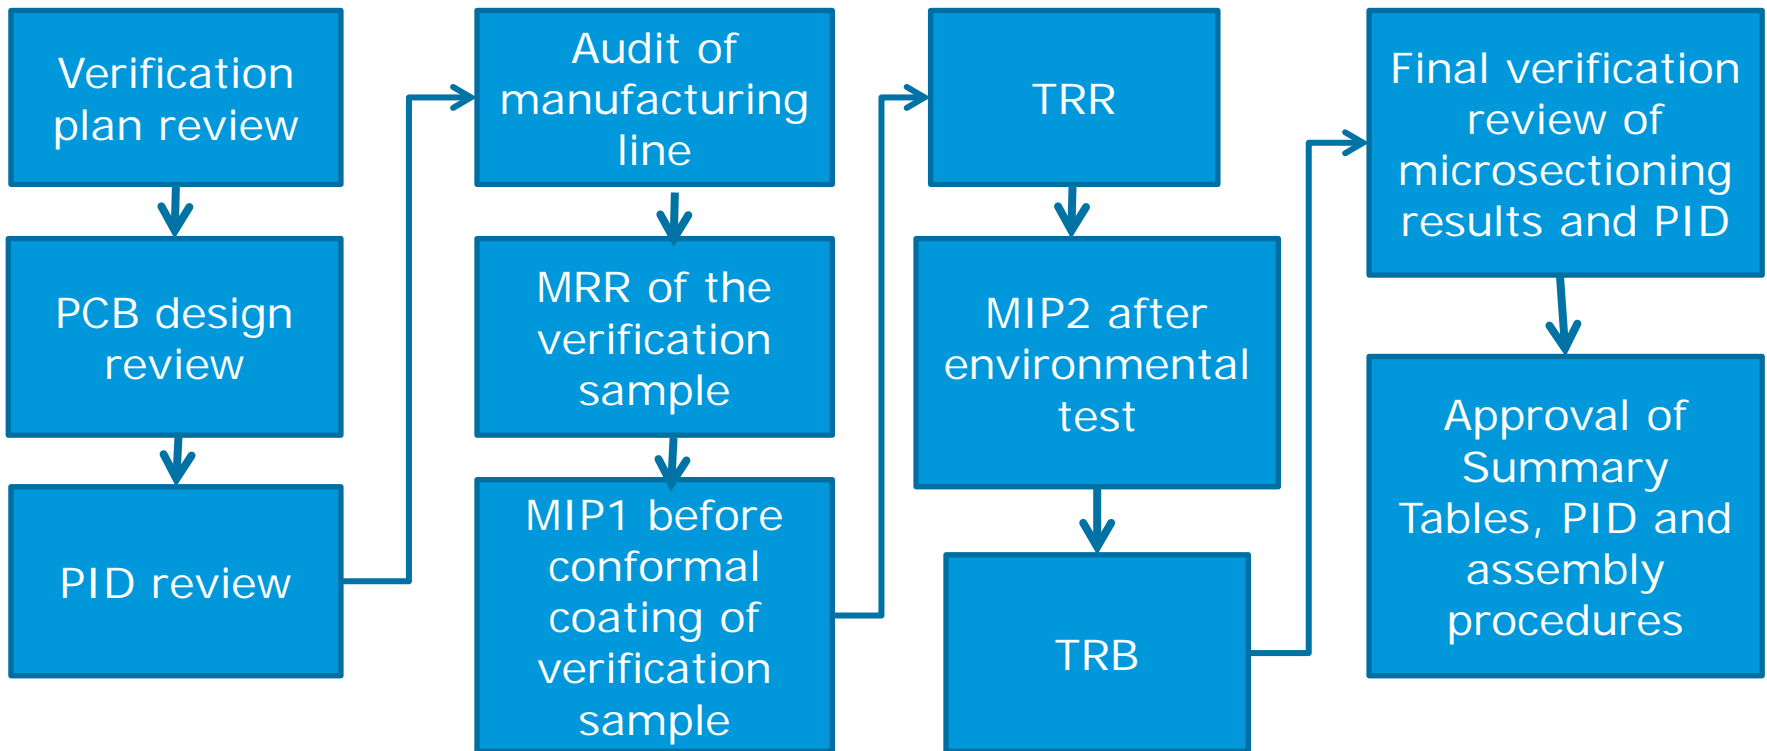 Verification
plan review
PCB design
review
PID review
Audit of
manufacturing
line
MRR of the
verification
sample
MIP1 before
conformal
coating of
verification
sample
TRR
MIP2 after
environmental
test
TRB
Final verification
review of
microsectioning
results and PID
Approval of
Summary
Tables, PID and
assembly
procedures